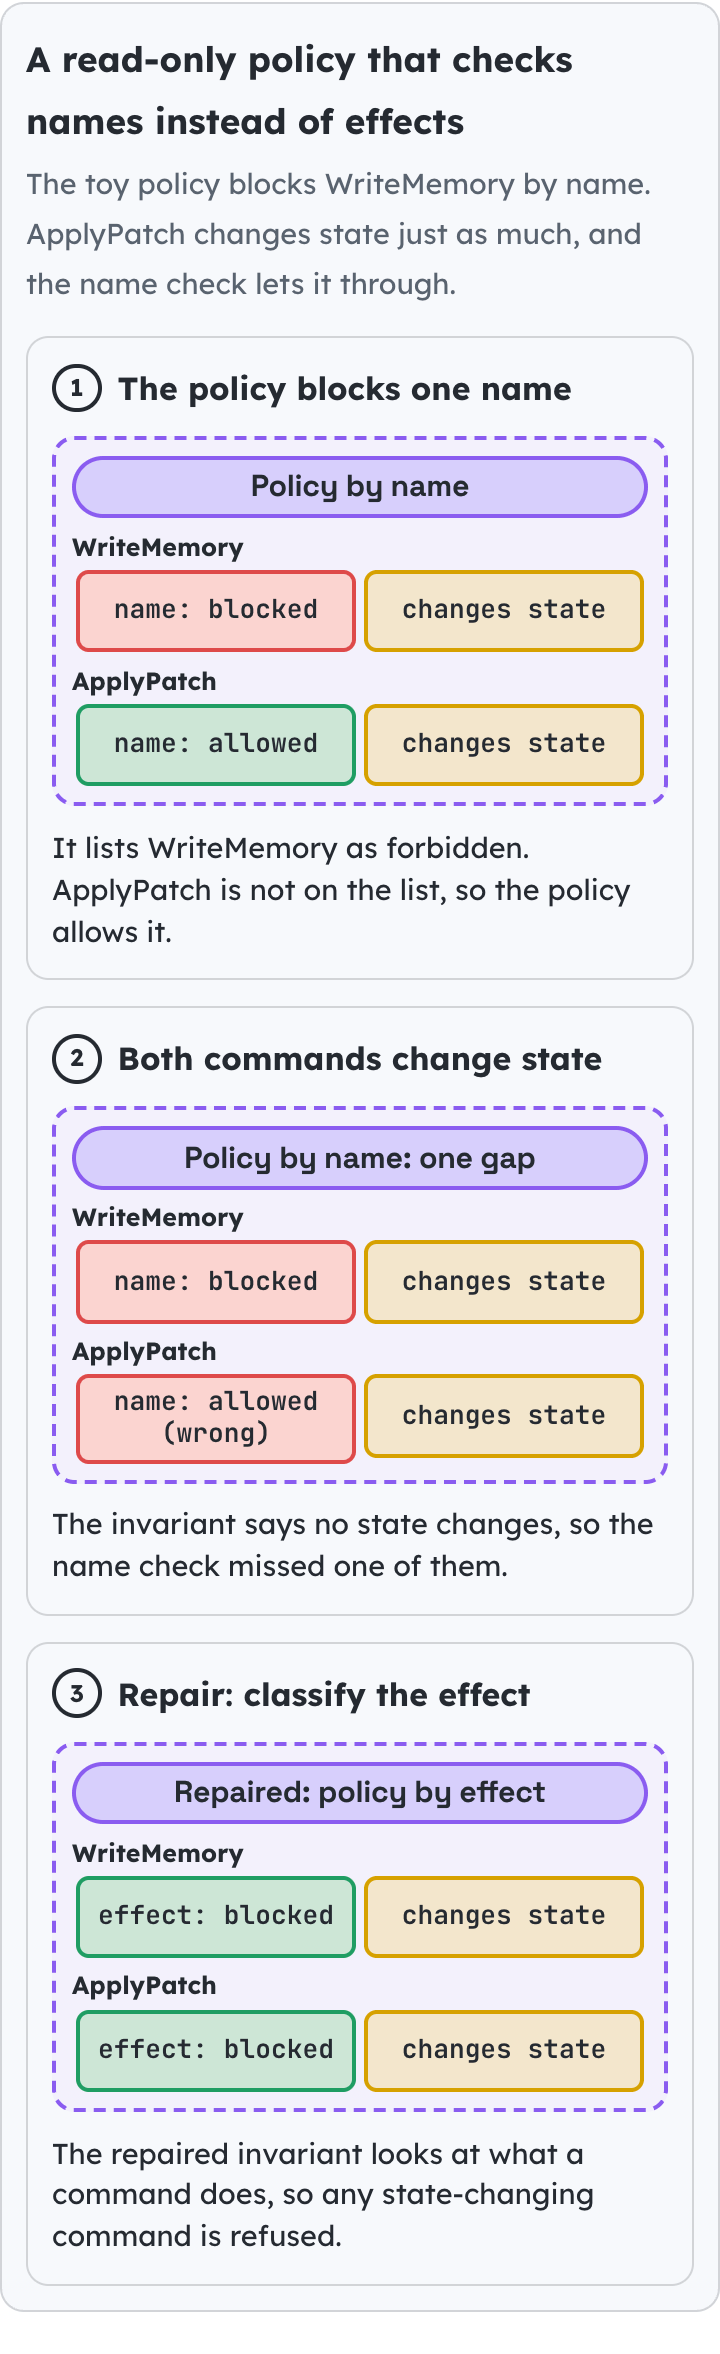 A read-only policy that checks
names instead of effects
The toy policy blocks WriteMemory by name.
ApplyPatch changes state just as much, and
the name check lets it through.
1 The policy blocks one name
Policy by name
WriteMemory
name: blocked changes state
ApplyPatch
name: allowed changes state
It lists WriteMemory as forbidden.
ApplyPatch is not on the list, so the policy
allows it.
2 Both commands change state
Policy by name: one gap
WriteMemory
name: blocked changes state
ApplyPatch
name: allowed
(wrong)
changes state
The invariant says no state changes, so the
name check missed one of them.
3 Repair: classify the effect
Repaired: policy by effect
WriteMemory
effect: blocked changes state
ApplyPatch
effect: blocked changes state
The repaired invariant looks at what a
command does, so any state-changing
command is refused.